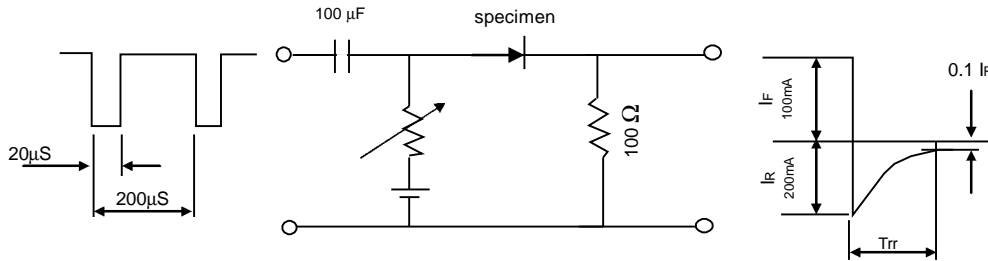 100 μF
specimen
20μS
200μS
100 Ω
0.1 IF
IF
100mA
IR
200mA
Trr